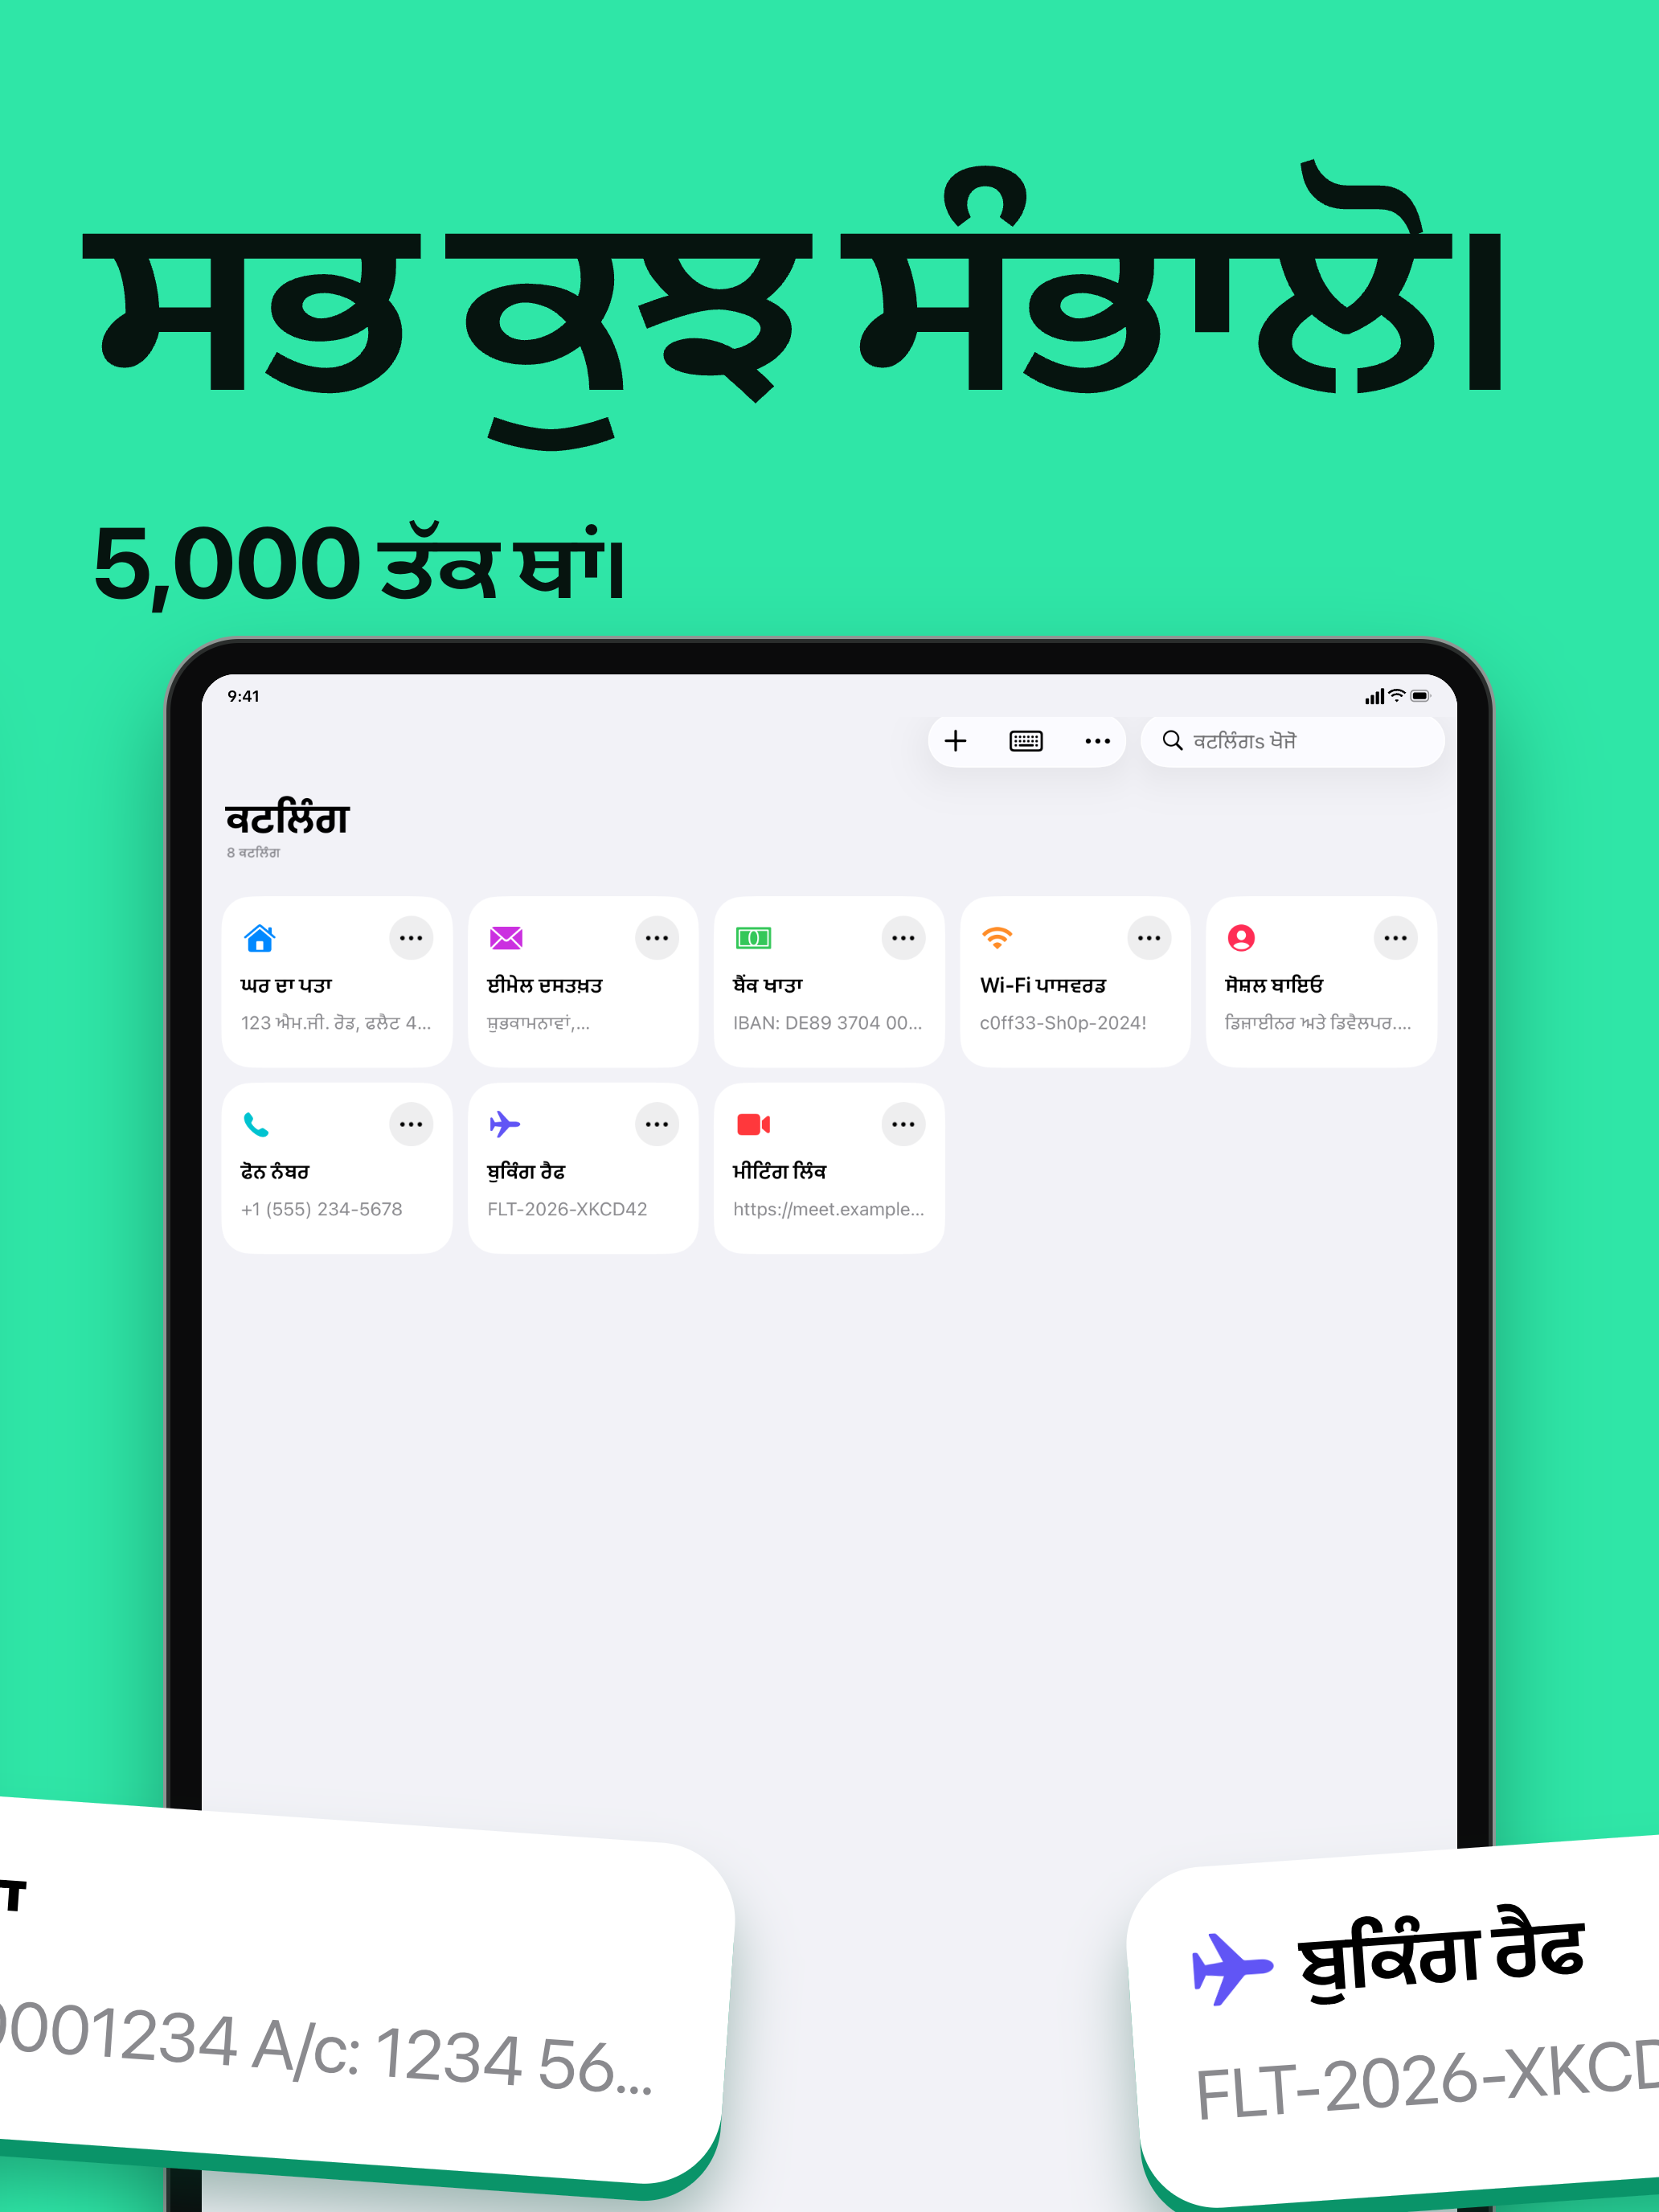 ਸਭ ਕੁਝ ਸੰਭਾਲੋ।
5,000 ਤੱਕ ਥਾਂ।
9:41
ਕਟਲਿੰਗs ਖੋਜੋ
ਕਟਲਿੰਗ
8 ਕਟਲਿੰਗ
ਘਰ ਦਾ ਪਤਾ
123 ਐਮ.ਜੀ. ਰੋਡ, ਫਲੈਟ 4...
ਈਮੇਲ ਦਸਤਖ਼ਤ
ਸ਼ੁਭਕਾਮਨਾਵਾਂ,...
ਬੈਂਕ ਖਾਤਾ
IBAN: DE89 3704 00...
Wi-Fi ਪਾਸਵਰਡ
c0ff33-Sh0p-2024!
ਸੋਸ਼ਲ ਬਾਇਓ
ਡਿਜ਼ਾਈਨਰ ਅਤੇ ਡਿਵੈਲਪਰ....
ਫੋਨ ਨੰਬਰ
+1 (555) 234-5678
ਬੁਕਿੰਗ ਰੈਫ
FLT-2026-XKCD42
ਮੀਟਿੰਗ ਲਿੰਕ
https://meet.example...
0001234 A/c: 1234 56...
ਬੁਕਿੰਗ ਰੈਫ
FLT-2026-XKCD